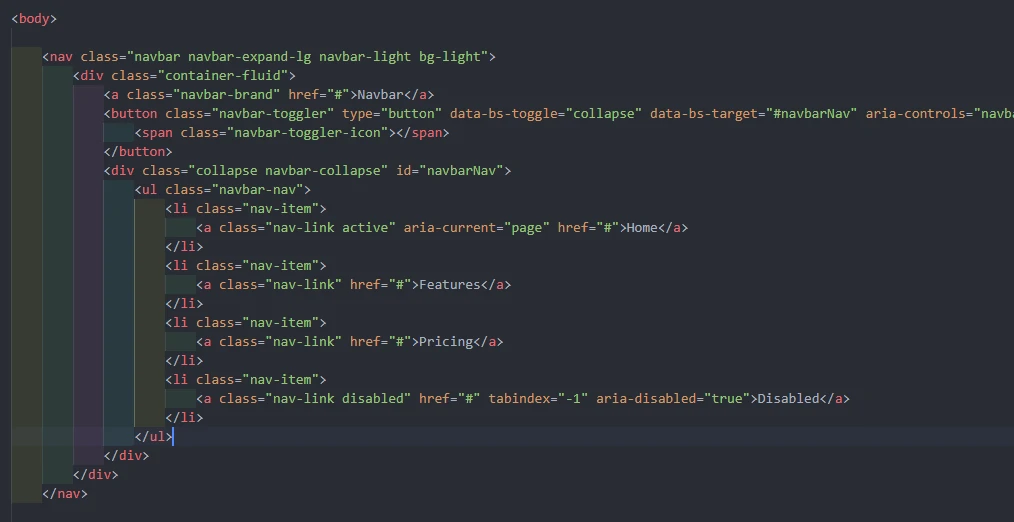 <body>
<nav class="navbar navbar-expand-lg navbar-light bg-light">
<div class="container-fluid">
<a class="navbar-brand" href="#">Navbar</a>
<button class="navbar-toggler" type="button" data-bs-toggle="collapse" data-bs-target="#navbarNav" aria-controls="navba
<span class="navbar-toggler-icon"></span>
</button>
<div class="collapse navbar-collapse" id="navbarNav">
<ul class="navbar-nav">
<li class="nav-item">
<a class="nav-link active" aria-current="page" href="#">Home</a>
</li>
<li class="nav-item">
<a class="nav-link" href="#">Features</a>
</li>
<li class="nav-item">
<a class="nav-link" href="#">Pricing</a>
</li>
<li class="nav-item">
<a class="nav-link disabled" href="#" tabindex="-1" aria-disabled="true">Disabled</a>
</li>
</ul>
</div>
</div>
</nav>